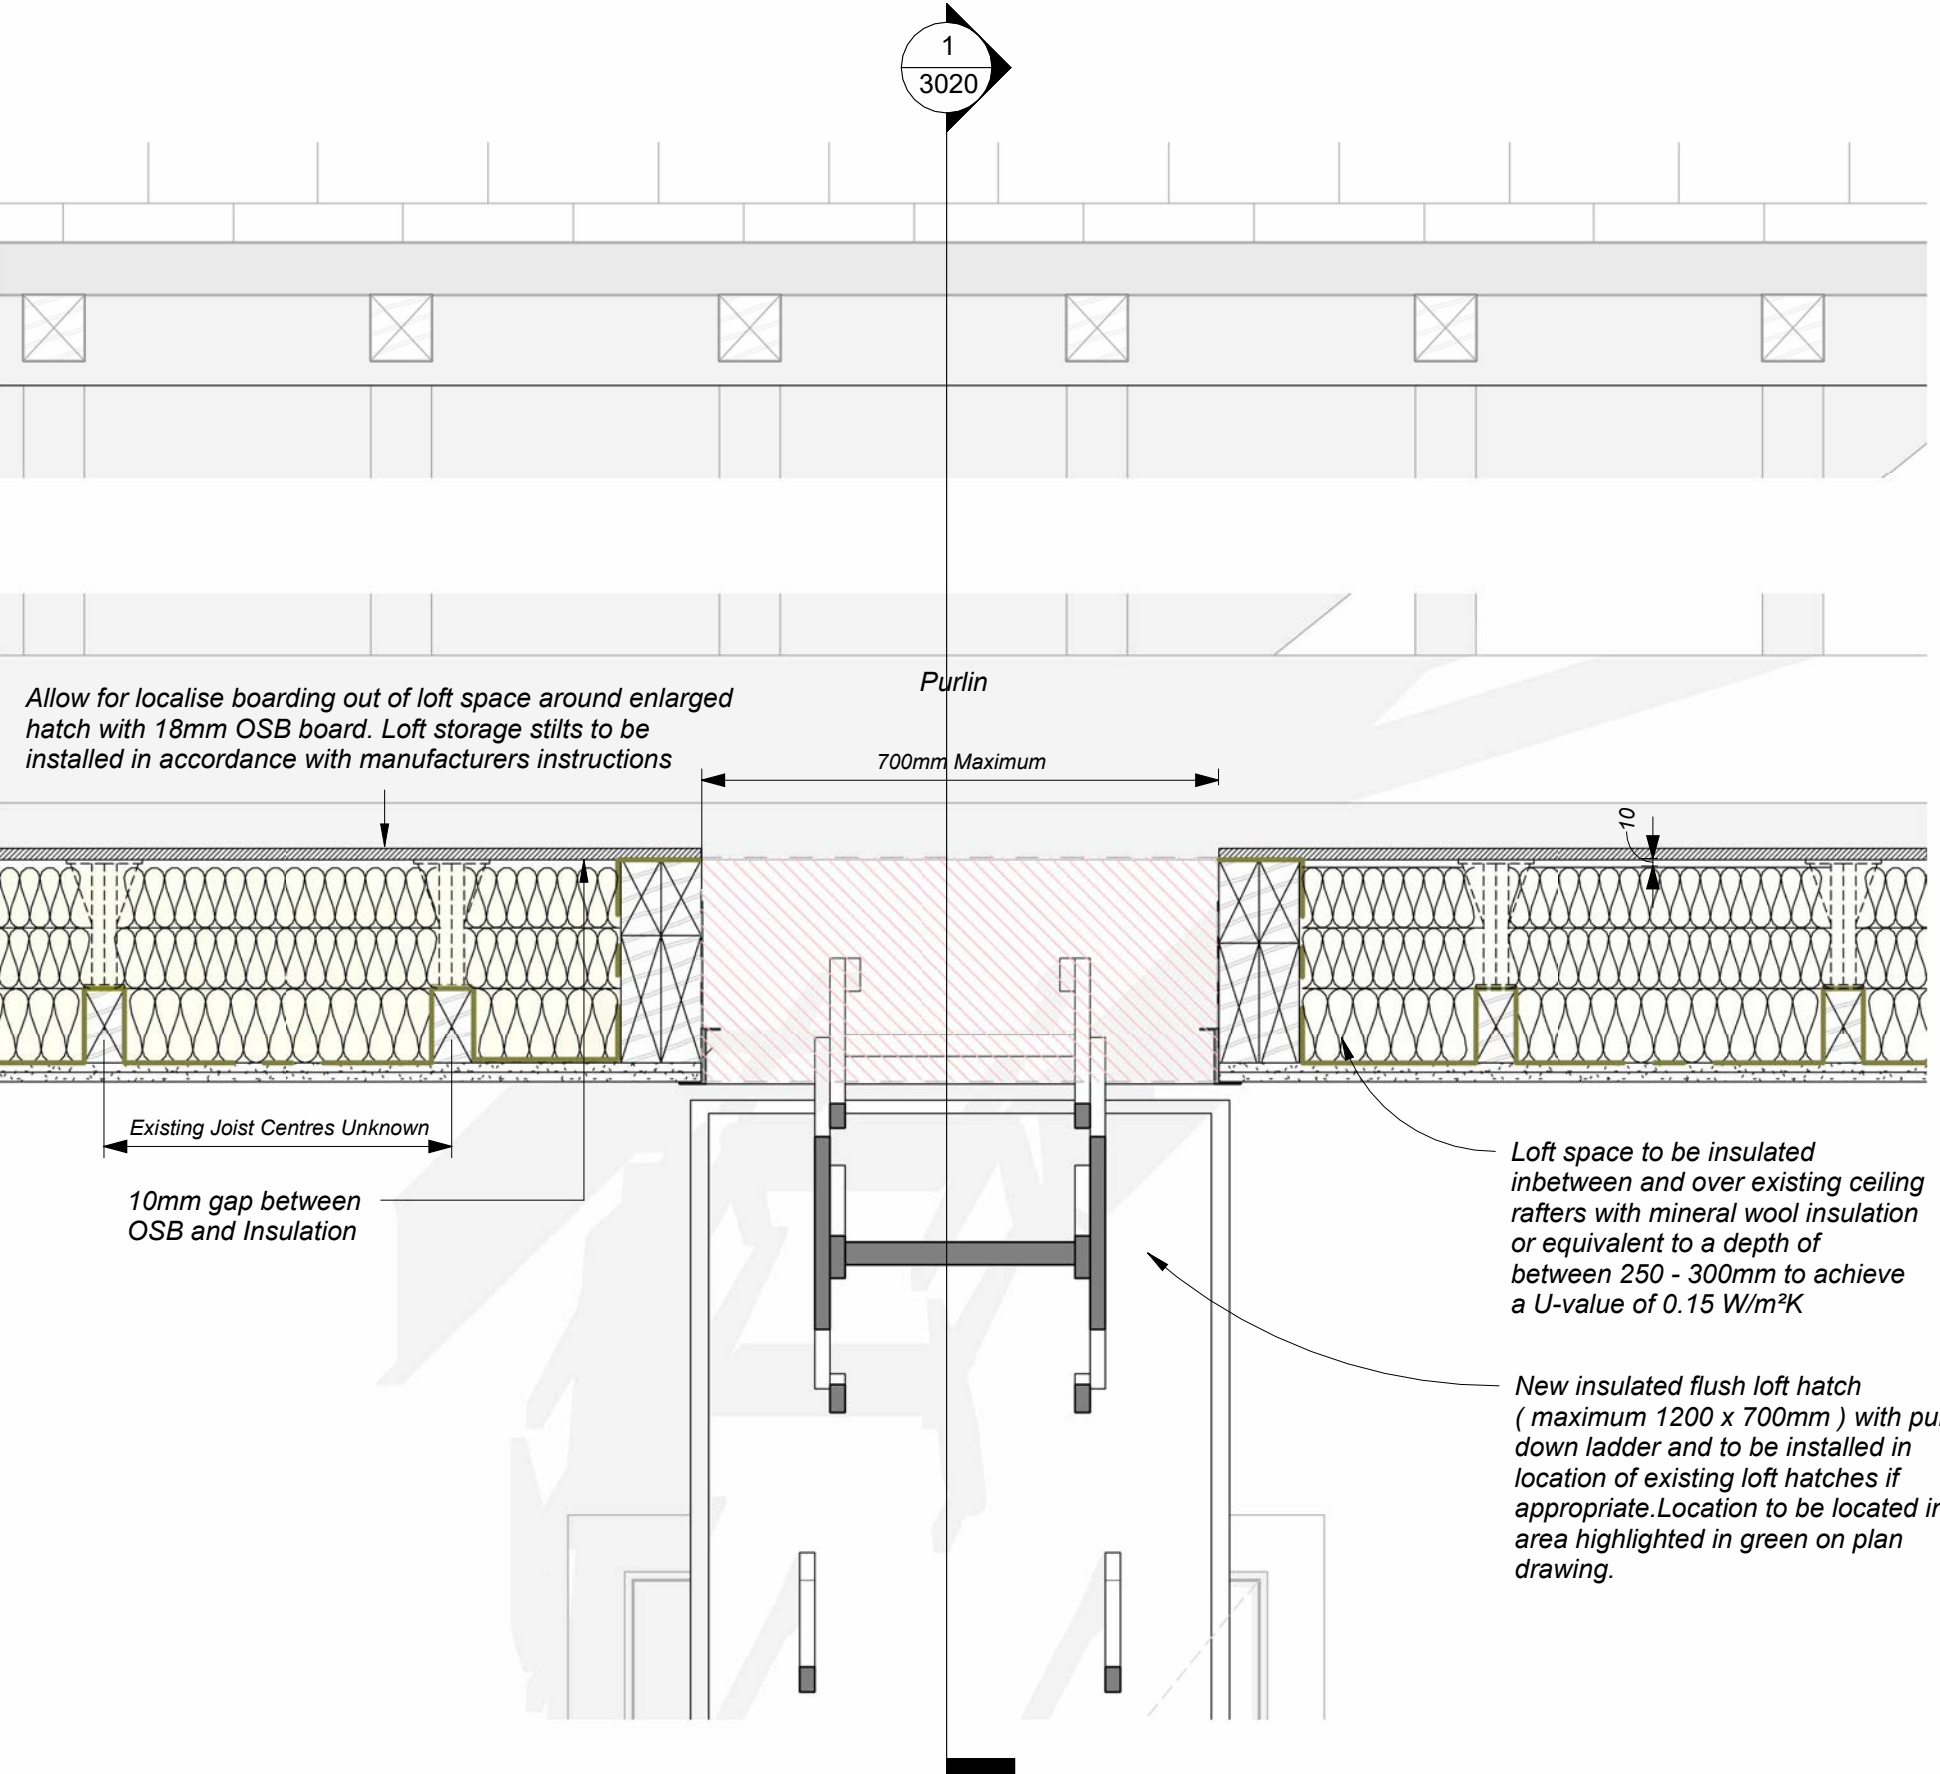 1
3020
Purlin
Allow for localise boarding out of loft space around enlarged
hatch with 18mm OSB board. Loft storage stilts to be
installed in accordance with manufacturers instructions
700mm Maximum
10
Existing Joist Centres Unknown
10mm gap between
OSB and Insulation
Loft space to be insulated
inbetween and over existing ceiling
rafters with mineral wool insulation
or equivalent to a depth of
between 250 - 300mm to achieve
a U-value of 0.15 W/m²K
New insulated flush loft hatch
( maximum 1200 x 700mm ) with
down ladder and to be installed in
location of existing loft hatches if
appropriate.Location to be located in
area highlighted in green on plan
drawing.